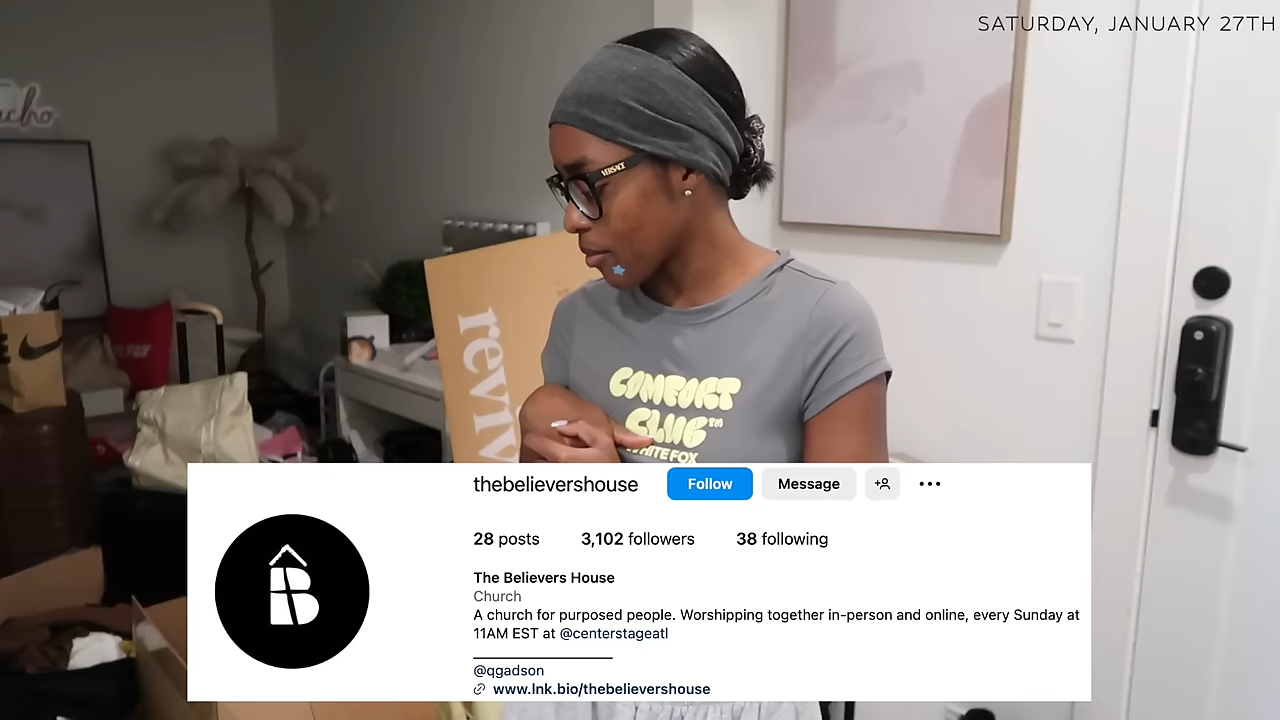 SATURDAY, JANUARY 27TH
VERSACE
reviv
COMFORT
CLUB™
WHITE FOX
thebelievershouse Follow Message
28 posts 3,102 followers 38 following
The Believers House
Church
A church for purposed people. Worshipping together in-person and online, every Sunday at
11AM EST at @centerstageatl
@qgadson
www.lnk.bio/thebelievershouse
B